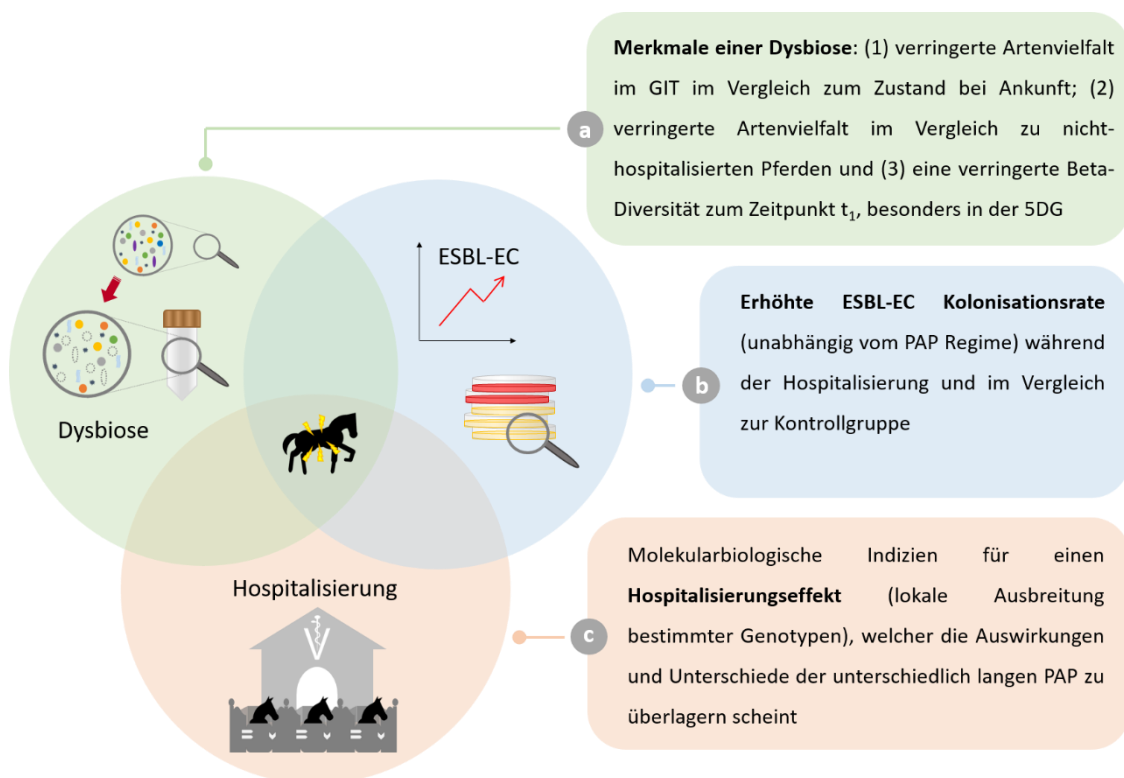 Merkmale einer Dysbiose: (1) verringerte Artenvielfalt
im GIT im Vergleich zum Zustand bei Ankunft; (2)
verringerte Artenvielfalt im Vergleich zu nicht-
hospitalisierten Pferden und (3) eine verringerte Beta-
Diversität zum Zeitpunkt t₁, besonders in der 5DG
a
ESBL-EC
Dysbiose
Erhöhte ESBL-EC Kolonisationsrate
(unabhängig vom PAP Regime) während
der Hospitalisierung und im Vergleich
zur Kontrollgruppe
b
Hospitalisierung
V
Molekularbiologische Indizien für einen
Hospitalisierungseffekt (lokale Ausbreitung
bestimmter Genotypen), welcher die Auswirkungen
und Unterschiede der unterschiedlich langen PAP zu
überlagern scheint
c